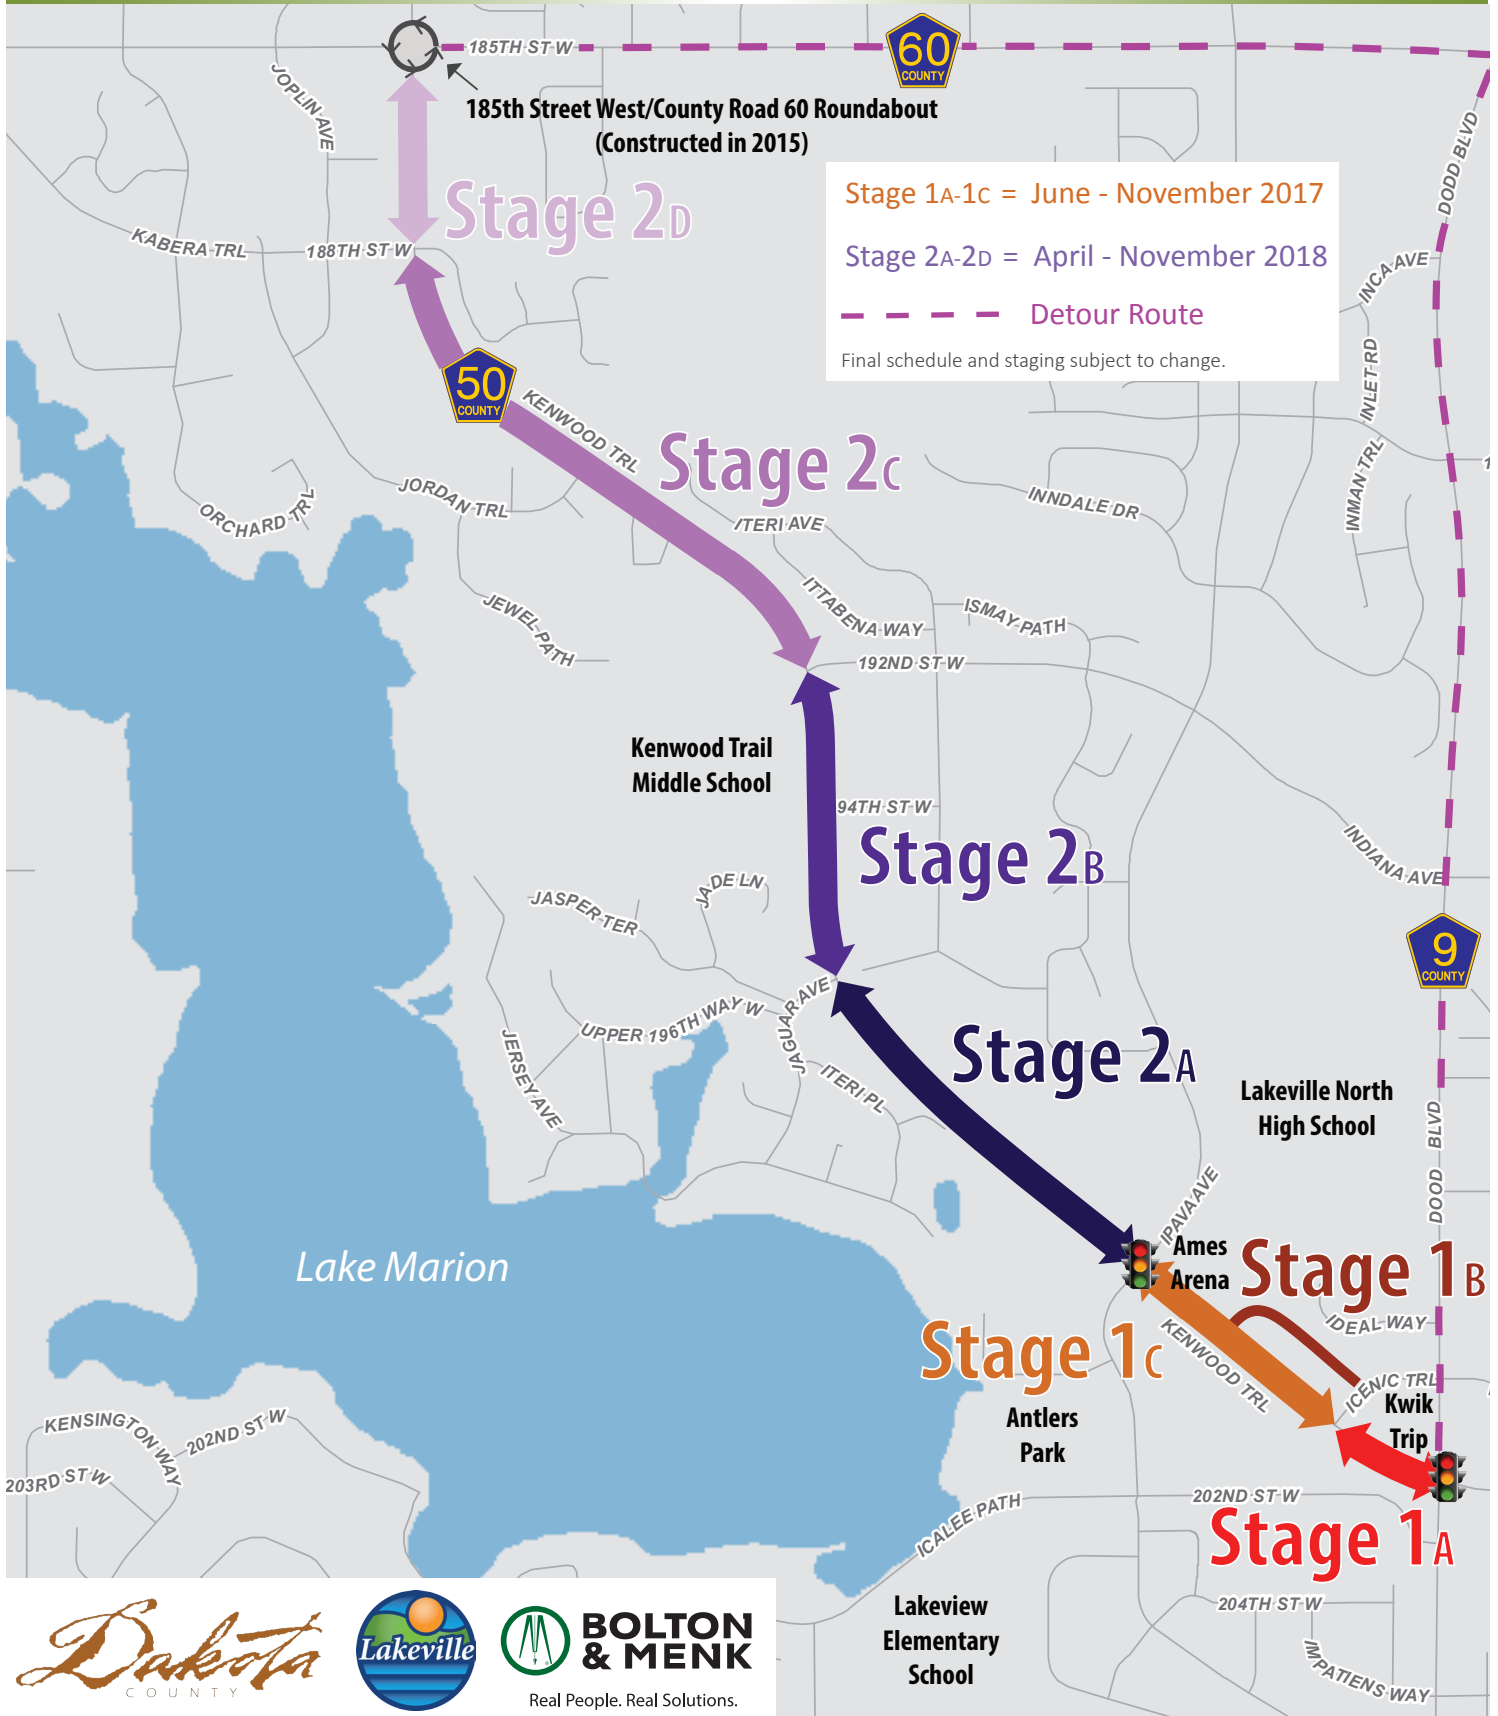 185TH ST W
60
COUNTY
JOPLIN AVE
185th Street West/County Road 60 Roundabout
(Constructed in 2015)
DODD BLVD
Stage 1A-1C = June - November 2017
Stage 2A-2D = April - November 2018
Detour Route
Final schedule and staging subject to change.
Stage 2D
KABERA TRL
188TH ST W
INCA AVE
INLET RD
50
COUNTY
KENWOOD TRL
Stage 2C
INMAN TRL
ORCHARD TRL
JORDAN TRL
ITERI AVE
INNDALE DR
JEWEL PATH
ITTABENA WAY
ISMAY PATH
192ND ST W
Kenwood Trail
Middle School
94TH ST W
Stage 2B
INDIANA AVE
JASPER TER
JADE LN
9
COUNTY
JAGUAR AVE
UPPER 196TH WAY W
JERSEY AVE
ITERI PL
Stage 2A
Lakeville North
High School
DOOD BLVD
IPAVA AVE
Ames
Arena
Stage 1B
Lake Marion
IDEAL WAY
Stage 1C
KENWOOD TRL
ICENIC TRL
Kwik
Trip
Antlers
Park
KENSINGTON WAY
202ND ST W
203RD ST W
202ND ST W
ICALEE PATH
Stage 1A
Lakeview
Elementary
School
204TH ST W
IMPATIENS WAY
Dakota
COUNTY
Lakeville
BOLTON
& MENK
Real People. Real Solutions.